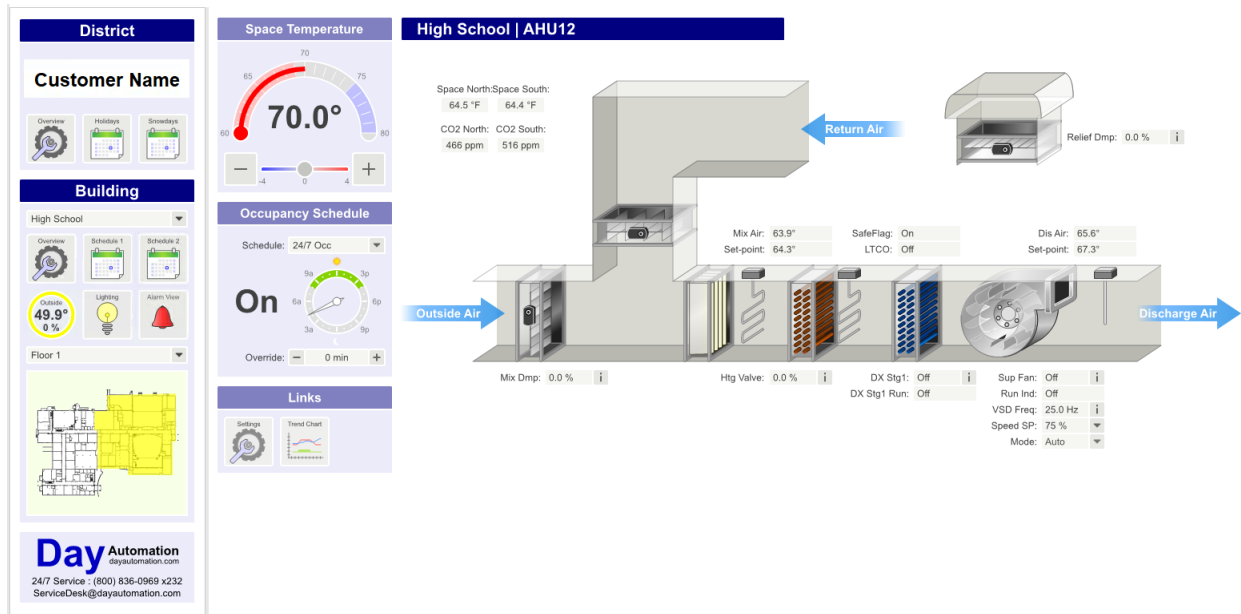 District
Customer Name
Overview
Holidays
Snowdays
Building
High School
Overview
Schedule 1
Schedule 2
Outside
49.9°
0 %
Lighting
Alarm View
Floor 1
Day Automation
dayautomation.com
24/7 Service : (800) 836-0969 x232
ServiceDesk@dayautomation.com
Space Temperature
70
65 75
70.0°
60 80
− +
-4 0 4
Occupancy Schedule
Schedule: 24/7 Occ
9a 3p
On 6a 6p
3a 9p
Override: − 0 min +
Links
Settings
Trend Chart
High School | AHU12
Space North: Space South:
64.5 °F 64.4 °F
CO2 North: CO2 South:
466 ppm 516 ppm
Return Air
Relief Dmp: 0.0 % i
Mix Air: 63.9°
Set-point: 64.3°
SafeFlag: On
LTCO: Off
Dis Air: 65.6°
Set-point: 67.3°
Outside Air
Discharge Air
Mix Dmp: 0.0 % i
Htg Valve: 0.0 % i
DX Stg1: Off i
DX Stg1 Run: Off
Sup Fan: Off i
Run Ind: Off
VSD Freq: 25.0 Hz i
Speed SP: 75 %
Mode: Auto